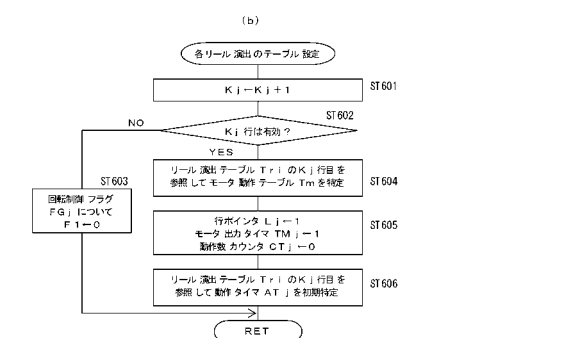 (b)
各リール演出のテーブル設定
Kj←Kj+1
ST601
ST602
NO
Kj行は有効?
YES
リール演出テーブルTriのKj行目を
参照してモータ動作テーブルTmを特定
ST604
ST603
回転制御フラグ
FGjについて
F1←0
行ポインタLj←1
モータ出力タイマTMj←1
動作数カウンタCTj←0
ST605
リール演出テーブルTriのKj行目を
参照して動作タイマATjを初期特定
ST606
RET